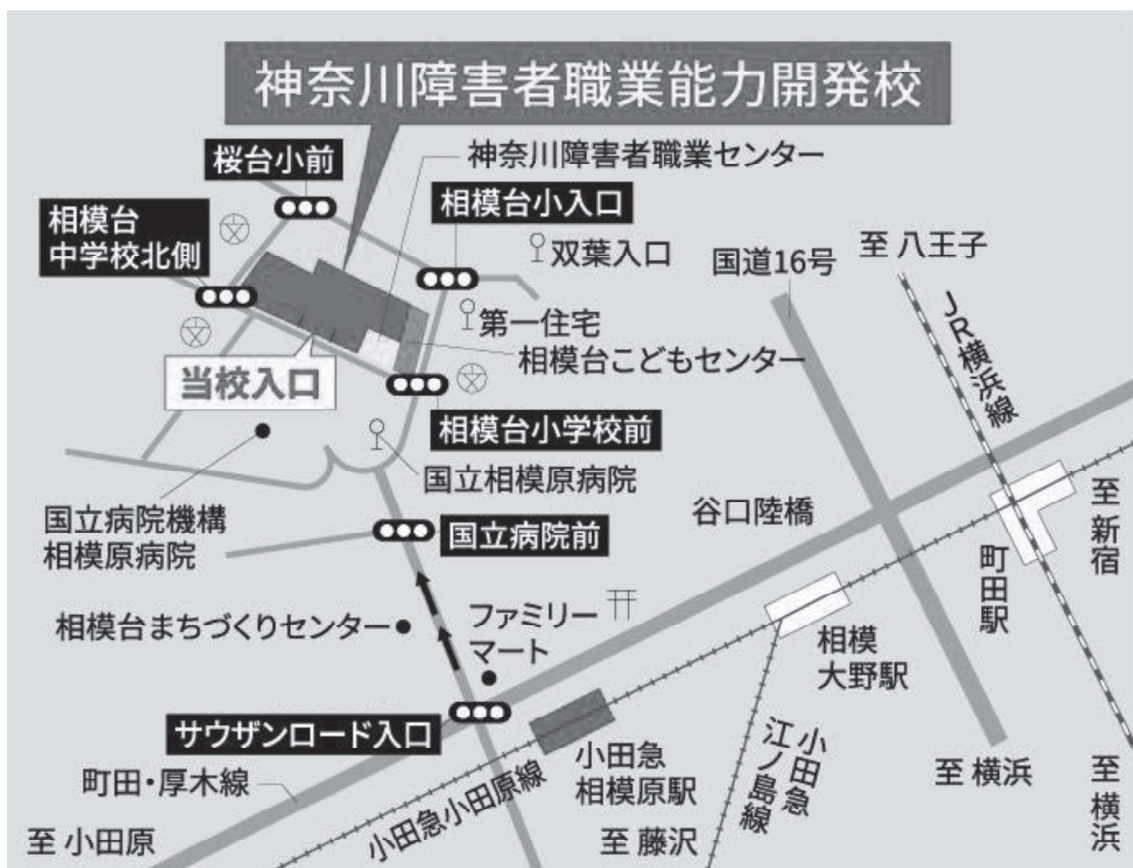 神奈川障害者職業能力開発校
桜台小前
神奈川障害者職業センター
相模台
中学校北側
相模台小入口
双葉入口
国道16号
至 八王子
JR横浜線
第一住宅
相模台こどもセンター
当校入口
相模台小学校前
国立相模原病院
国立病院機構
相模原病院
国立病院前
谷口陸橋
至 新宿
町田駅
相模台まちづくりセンター
ファミリー
マート
相模
大野駅
サウザンロード入口
小田急
相模原駅
小田急
江ノ島線
至 横浜
至 横浜
町田・厚木線
小田急小田原線
至 小田原
至 藤沢